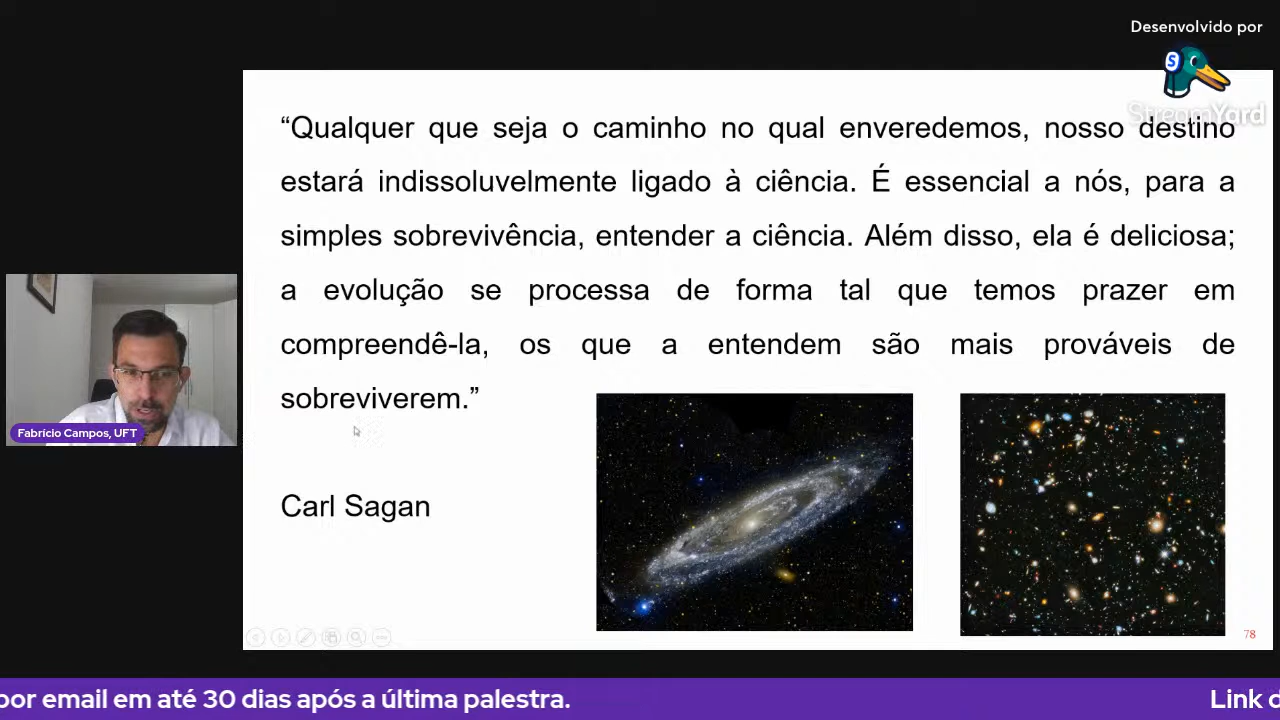 Desenvolvido por
S
StreamYard
“Qualquer que seja o caminho no qual enveredemos, nosso destino
estará indissoluvelmente ligado à ciência. É essencial a nós, para a
simples sobrevivência, entender a ciência. Além disso, ela é deliciosa;
a evolução se processa de forma tal que temos prazer em
compreendê-la, os que a entendem são mais prováveis de
sobreviverem.”
Carl Sagan
Fabrício Campos, UFT
78
por email em até 30 dias após a última palestra.
Link